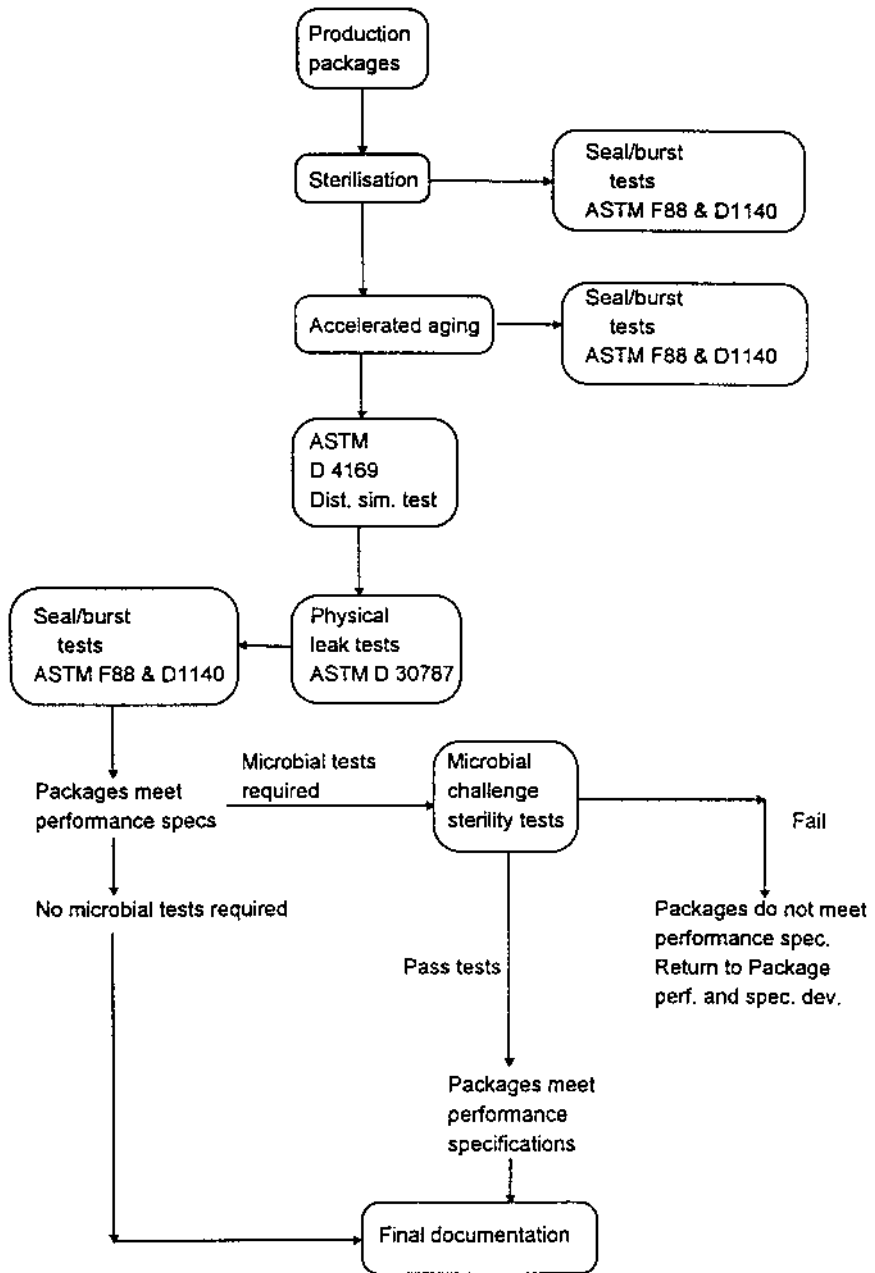 Production
packages
Sterilisation
Seal/burst
tests
ASTM F88 & D1140
Accelerated aging
Seal/burst
tests
ASTM F88 & D1140
ASTM
D 4169
Dist. sim. test
Seal/burst
tests
ASTM F88 & D1140
Physical
leak tests
ASTM D 30787
Packages meet
performance specs
Microbial tests
required
Microbial
challenge
sterility tests
Fail
No microbial tests required
Pass tests
Packages do not meet
performance spec.
Return to Package
perf. and spec. dev.
Packages meet
performance
specifications
Final documentation